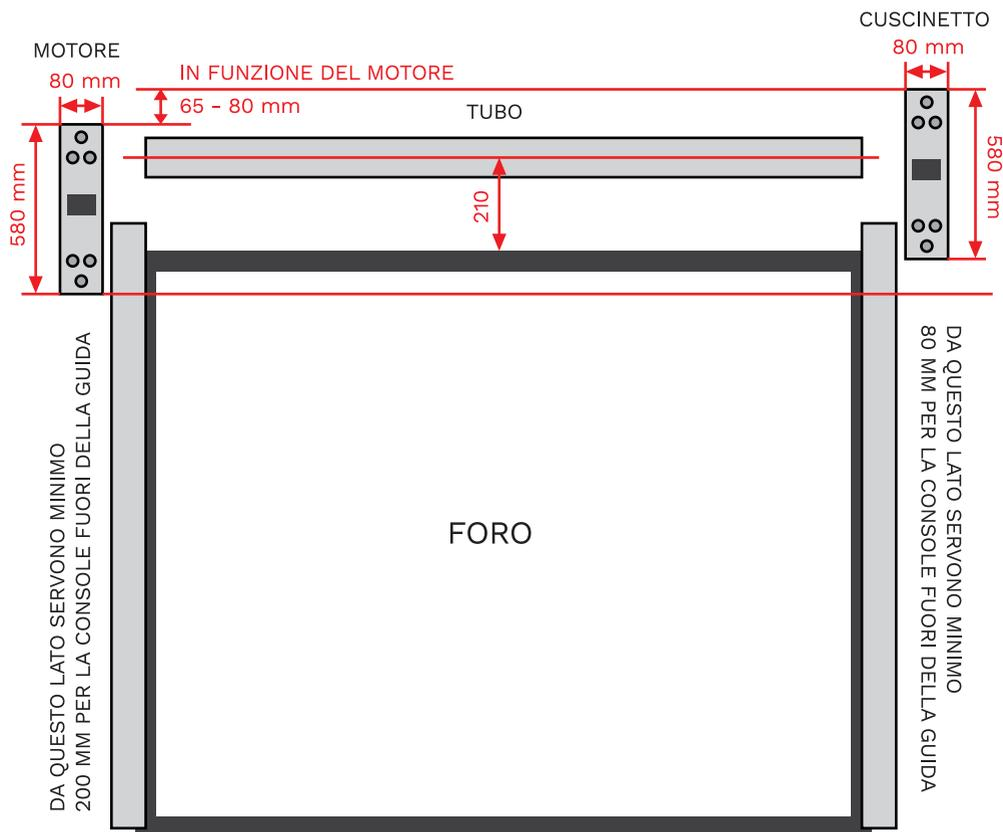 CUSCINETTO
80 mm
MOTORE
80 mm
IN FUNZIONE DEL MOTORE
65 - 80 mm
TUBO
580 mm
580 mm
210
FORO
DA QUESTO LATO SERVONO MINIMO
200 MM PER LA CONSOLE FUORI DELLA GUIDA
DA QUESTO LATO SERVONO MINIMO
80 MM PER LA CONSOLE FUORI DELLA GUIDA